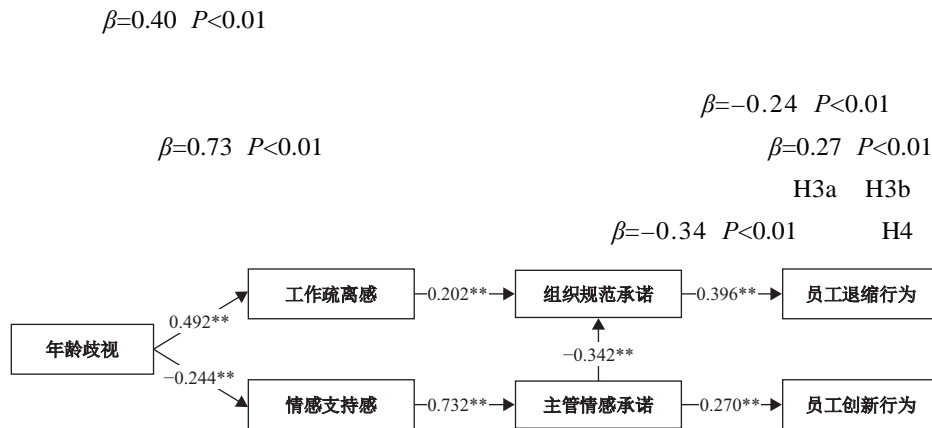 β=0.40 P<0.01
β=−0.24 P<0.01
β=0.73 P<0.01 β=0.27 P<0.01
H3a H3b
β=−0.34 P<0.01 H4
工作疏离感 0.202** 组织规范承诺 0.396** 员工退缩行为
0.492**
年龄歧视
−0.342**
−0.244**
情感支持感 0.732** 主管情感承诺 0.270** 员工创新行为